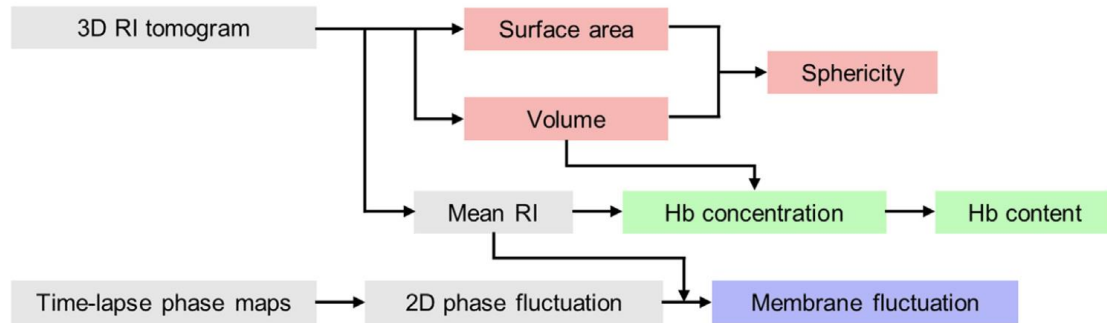 3D RI tomogram
Surface area
Sphericity
Volume
Mean RI
Hb concentration
Hb content
Time-lapse phase maps
2D phase fluctuation
Membrane fluctuation